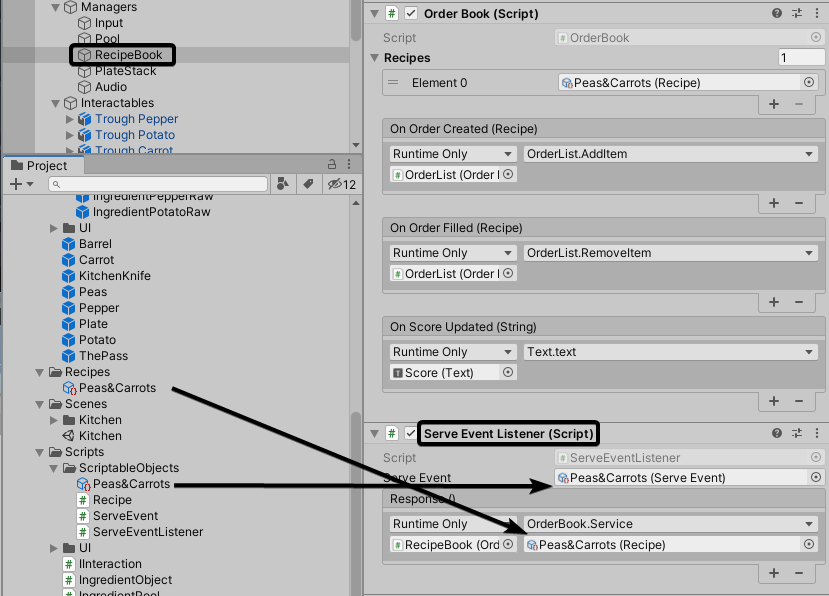 Managers
Input
Pool
RecipeBook
PlateStack
Audio
Interactables
Trough Pepper
Trough Potato
Trough Carrot
Project
12
IngredientPepperRaw
IngredientPotatoRaw
UI
Barrel
Carrot
KitchenKnife
Peas
Pepper
Plate
Potato
ThePass
Recipes
Peas&Carrots
Scenes
Kitchen
Kitchen
Scripts
ScriptableObjects
Peas&Carrots
Recipe
ServeEvent
ServeEventListener
UI
IInteraction
IngredientObject
IngredientPool
Order Book (Script)
Script OrderBook
Recipes 1
Element 0 Peas&Carrots (Recipe)
On Order Created (Recipe)
Runtime Only OrderList.AddItem
OrderList (Order l
On Order Filled (Recipe)
Runtime Only OrderList.RemoveItem
OrderList (Order l
On Score Updated (String)
Runtime Only Text.text
Score (Text)
Serve Event Listener (Script)
Script ServeEventListener
Serve Event Peas&Carrots (Serve Event)
Response ()
Runtime Only OrderBook.Service
RecipeBook (Ord Peas&Carrots (Recipe)